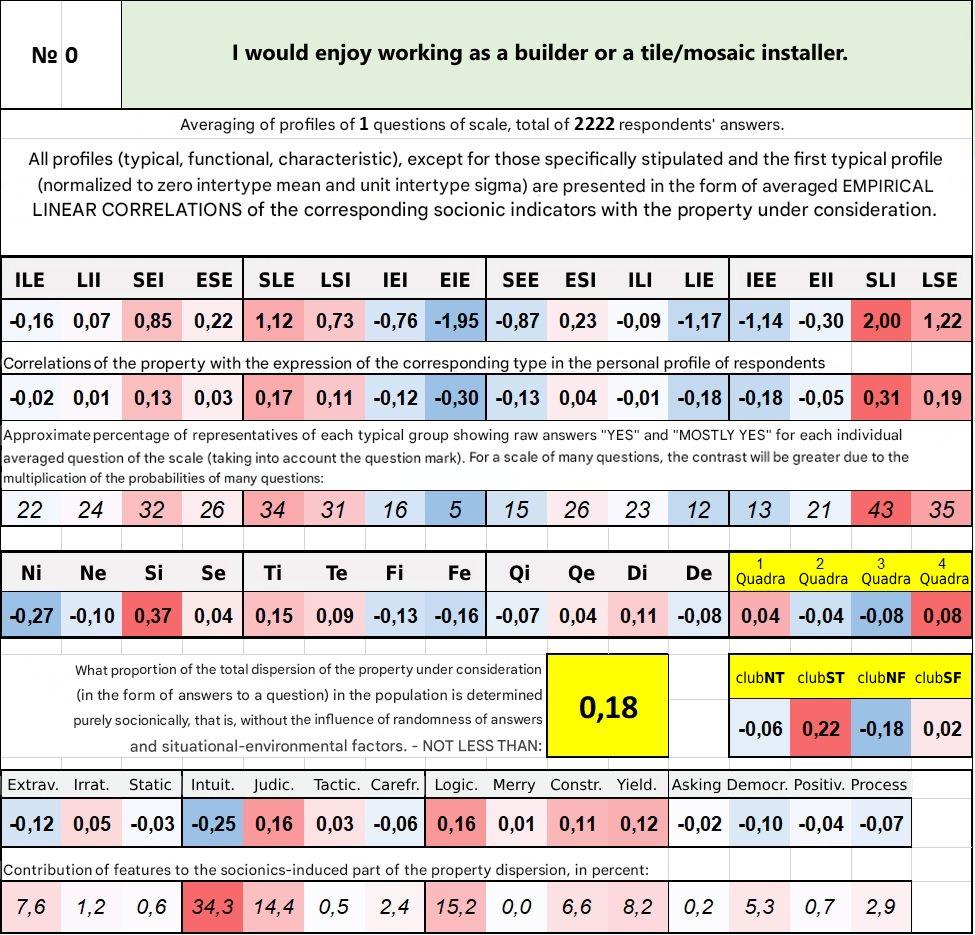 № 0
I would enjoy working as a builder or a tile/mosaic installer.
Averaging of profiles of 1 questions of scale, total of 2222 respondents' answers.
All profiles (typical, functional, characteristic), except for those specifically stipulated and the first typical profile
(normalized to zero intertype mean and unit intertype sigma) are presented in the form of averaged EMPIRICAL
LINEAR CORRELATIONS of the corresponding socionic indicators with the property under consideration.
ILE LII SEI ESE SLE LSI IEI EIE SEE ESI ILI LIE IEE EII SLI LSE
-0,16 0,07 0,85 0,22 1,12 0,73 -0,76 -1,95 -0,87 0,23 -0,09 -1,17 -1,14 -0,30 2,00 1,22
Correlations of the property with the expression of the corresponding type in the personal profile of respondents
-0,02 0,01 0,13 0,03 0,17 0,11 -0,12 -0,30 -0,13 0,04 -0,01 -0,18 -0,18 -0,05 0,31 0,19
Approximate percentage of representatives of each typical group showing raw answers "YES" and "MOSTLY YES" for each individual
averaged question of the scale (taking into account the question mark). For a scale of many questions, the contrast will be greater due to the
multiplication of the probabilities of many questions:
22 24 32 26 34 31 16 5 15 26 23 12 13 21 43 35
Ni Ne Si Se Ti Te Fi Fe Qi Qe Di De 1 Quadra 2 Quadra 3 Quadra 4 Quadra
-0,27 -0,10 0,37 0,04 0,15 0,09 -0,13 -0,16 -0,07 0,04 0,11 -0,08 0,04 -0,04 -0,08 0,08
What proportion of the total dispersion of the property under consideration
(in the form of answers to a question) in the population is determined
purely socionically, that is, without the influence of randomness of answers
and situational-environmental factors. - NOT LESS THAN:
0,18
clubNT clubST clubNF clubSF
-0,06 0,22 -0,18 0,02
Extrav. Irrat. Static Intuit. Judic. Tactic. Carefr. Logic. Merry Constr. Yield. Asking Democr. Positiv. Process
-0,12 0,05 -0,03 -0,25 0,16 0,03 -0,06 0,16 0,01 0,11 0,12 -0,02 -0,10 -0,04 -0,07
Contribution of features to the socionics-induced part of the property dispersion, in percent:
7,6 1,2 0,6 34,3 14,4 0,5 2,4 15,2 0,0 6,6 8,2 0,2 5,3 0,7 2,9